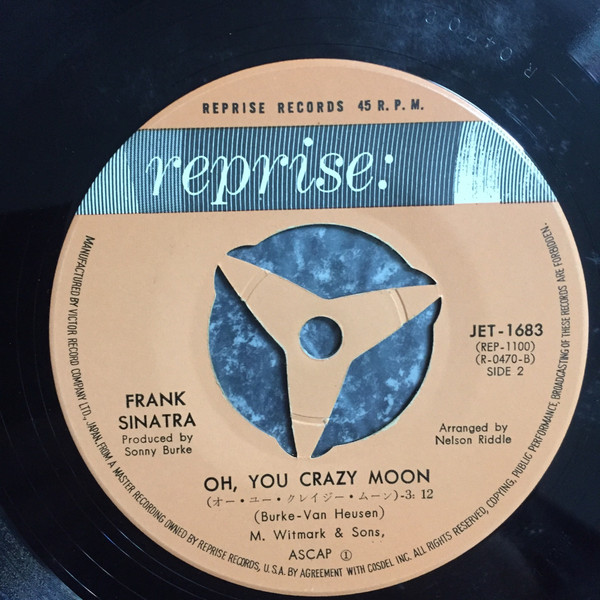 REPRISE RECORDS 45 R.P.M.
reprise:
JET-1683
(REP-1100)
(R-0470-B)
SIDE 2
FRANK
SINATRA
Produced by
Sonny Burke
Arranged by
Nelson Riddle
OH, YOU CRAZY MOON
(オー・ユー・クレイジー・ムーン)-3: 12
(Burke-Van Heusen)
M. Witmark & Sons,
ASCAP ①
MANUFACTURED BY VICTOR RECORD COMPANY LTD., JAPAN, FROM A MASTER RECORDING OWNED BY REPRISE RECORDS, U.S.A. BY AGREEMENT WITH COSDEL INC. ALL RIGHTS RESERVED, COPYING, PUBLIC PERFORMANCE, BROADCASTING OF THESE RECORDS ARE FORBIDDEN.